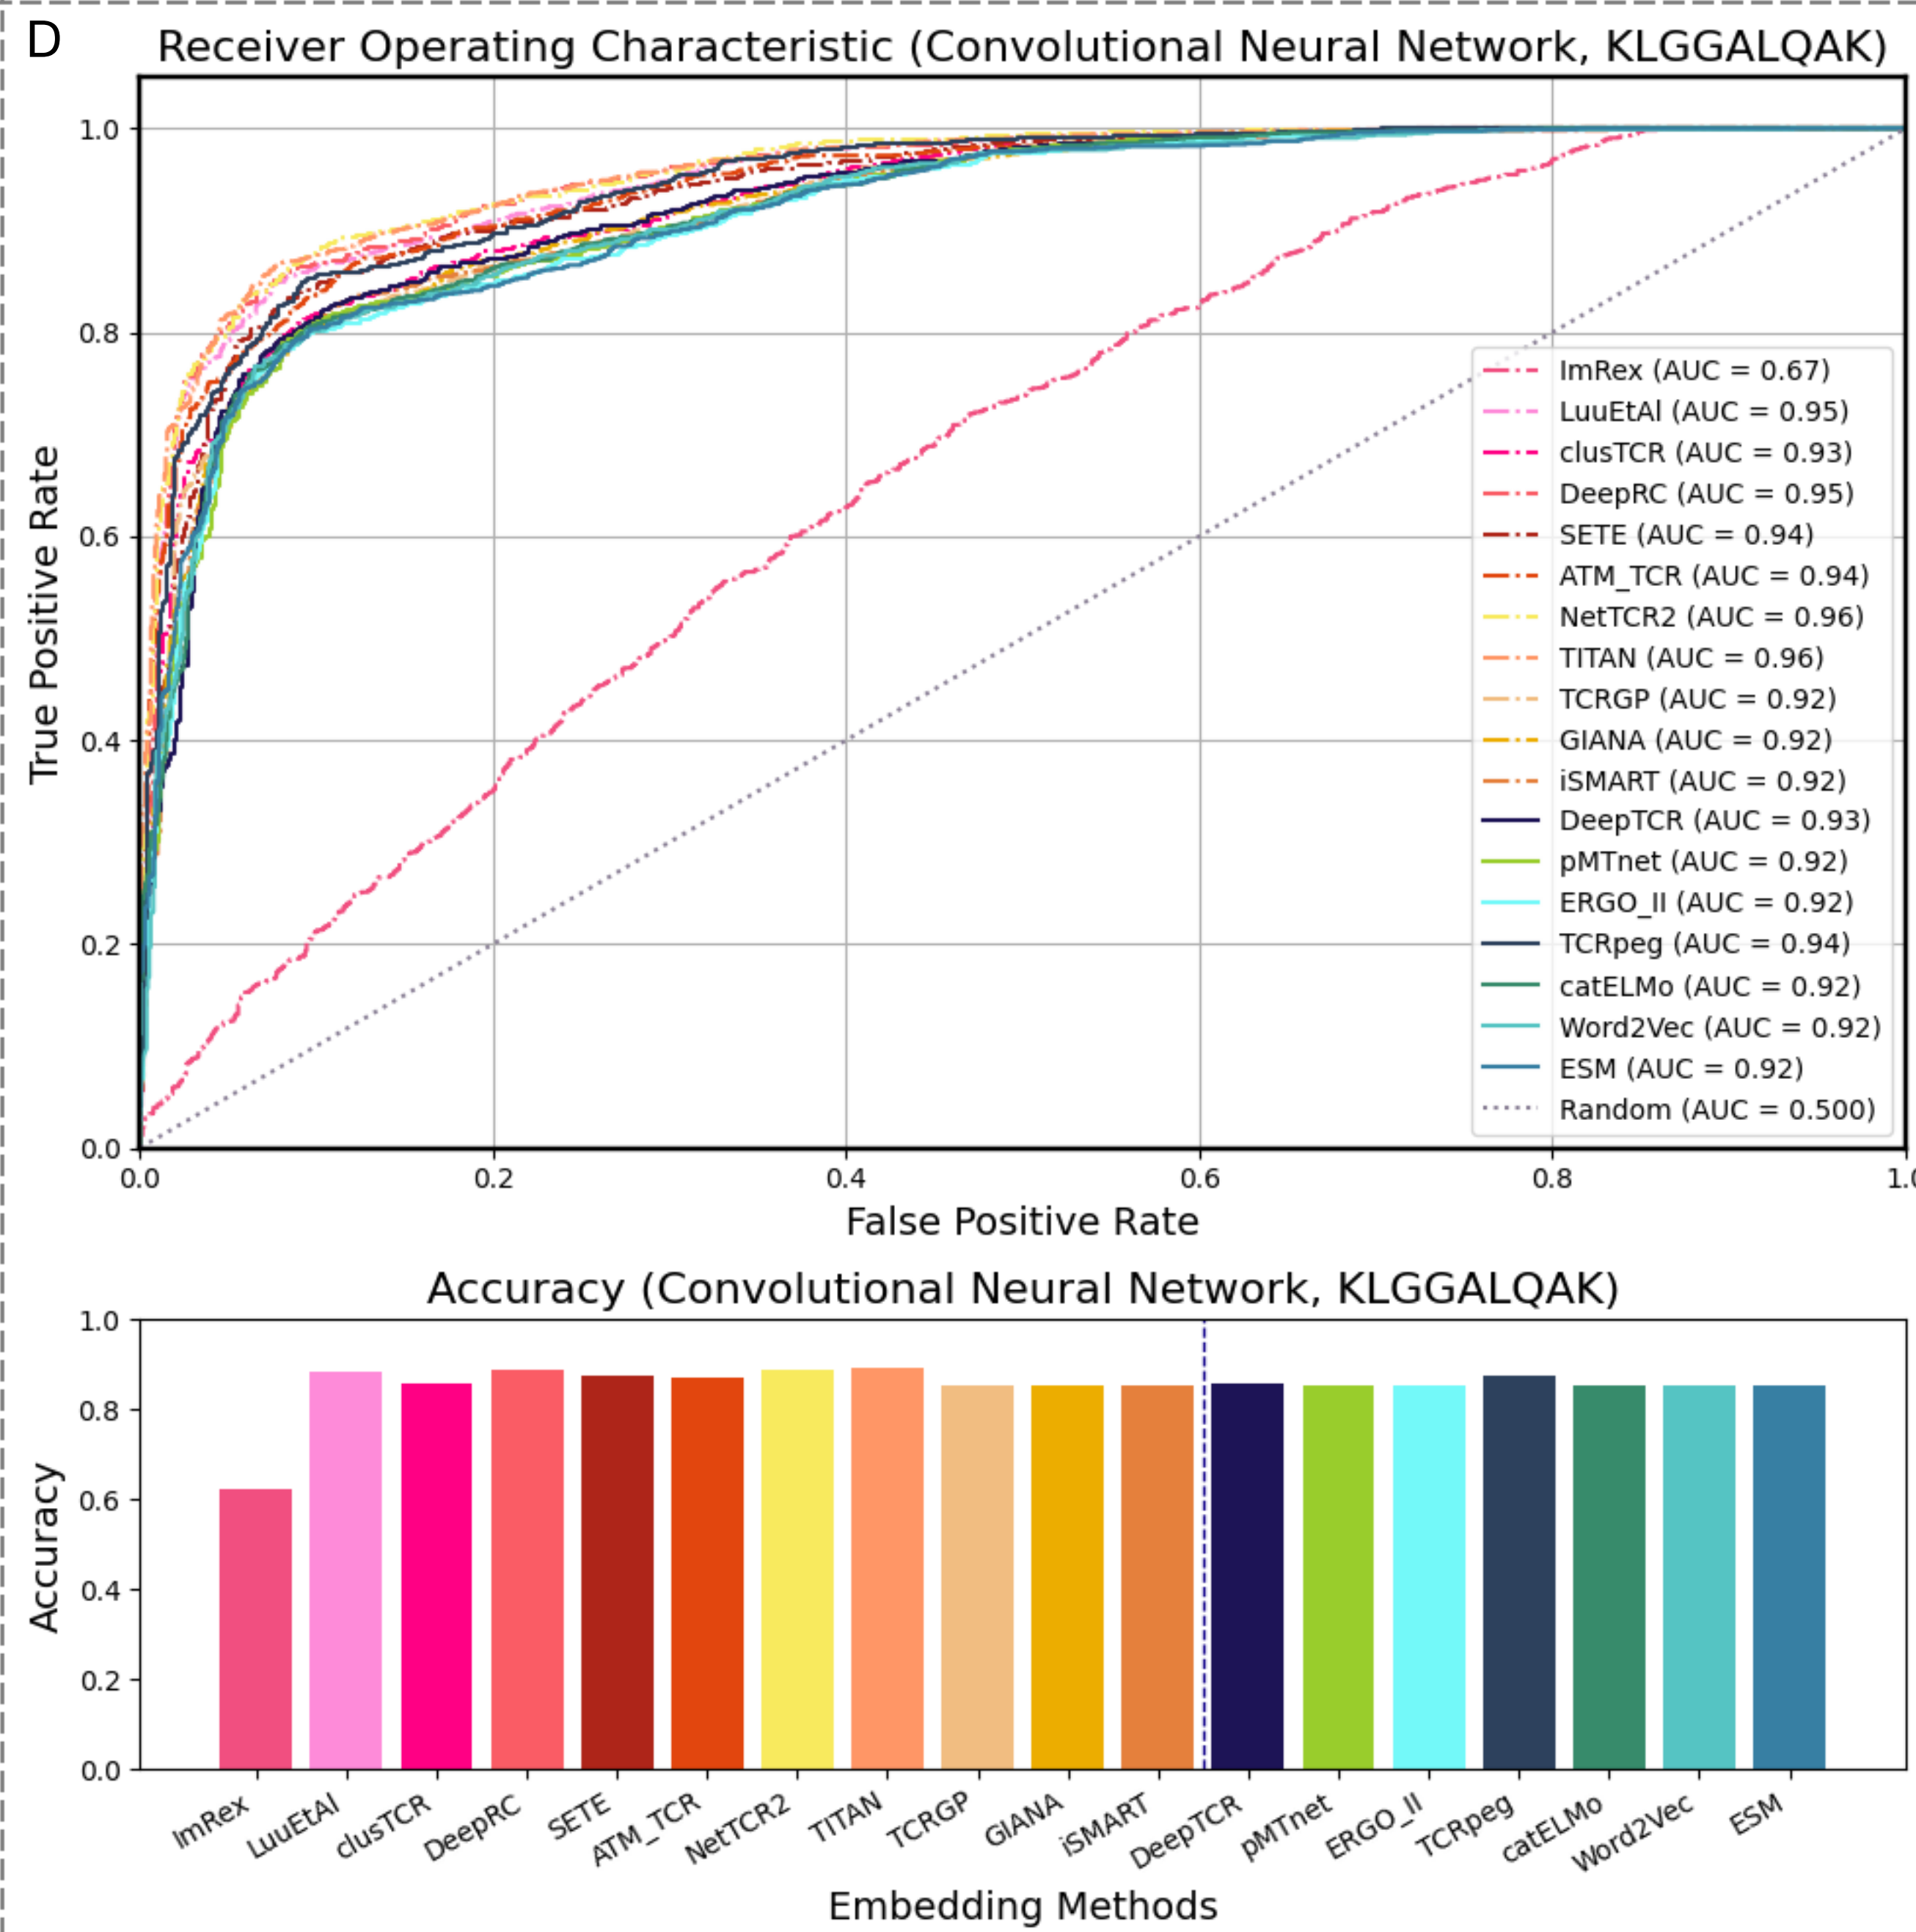 D
Receiver Operating Characteristic (Convolutional Neural Network, KLGGALQAK)
1.0
0.8
0.6
0.4
0.2
0.0
True Positive Rate
ImRex (AUC = 0.67)
LuuEtAl (AUC = 0.95)
clusTCR (AUC = 0.93)
DeepRC (AUC = 0.95)
SETE (AUC = 0.94)
ATM_TCR (AUC = 0.94)
NetTCR2 (AUC = 0.96)
TITAN (AUC = 0.96)
TCRGP (AUC = 0.92)
GIANA (AUC = 0.92)
iSMART (AUC = 0.92)
DeepTCR (AUC = 0.93)
pMTnet (AUC = 0.92)
ERGO_II (AUC = 0.92)
TCRpeg (AUC = 0.94)
catELMo (AUC = 0.92)
Word2Vec (AUC = 0.92)
ESM (AUC = 0.92)
Random (AUC = 0.500)
0.0 0.2 0.4 0.6 0.8 1.0
False Positive Rate
Accuracy (Convolutional Neural Network, KLGGALQAK)
1.0
0.8
0.6
0.4
0.2
0.0
Accuracy
ImRex LuuEtAl clusTCR DeepRC SETE ATM_TCR NetTCR2 TITAN TCRGP GIANA iSMART DeepTCR pMTnet ERGO_II TCRpeg catELMo Word2Vec ESM
Embedding Methods